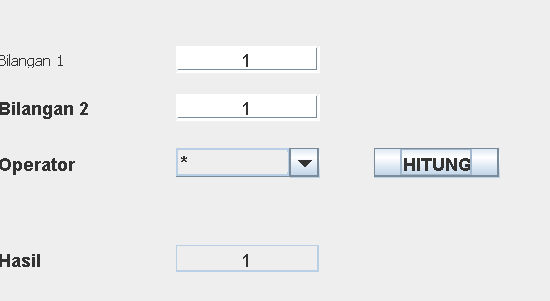 Bilangan 1 1
Bilangan 2 1
Operator * HITUNG
Hasil 1